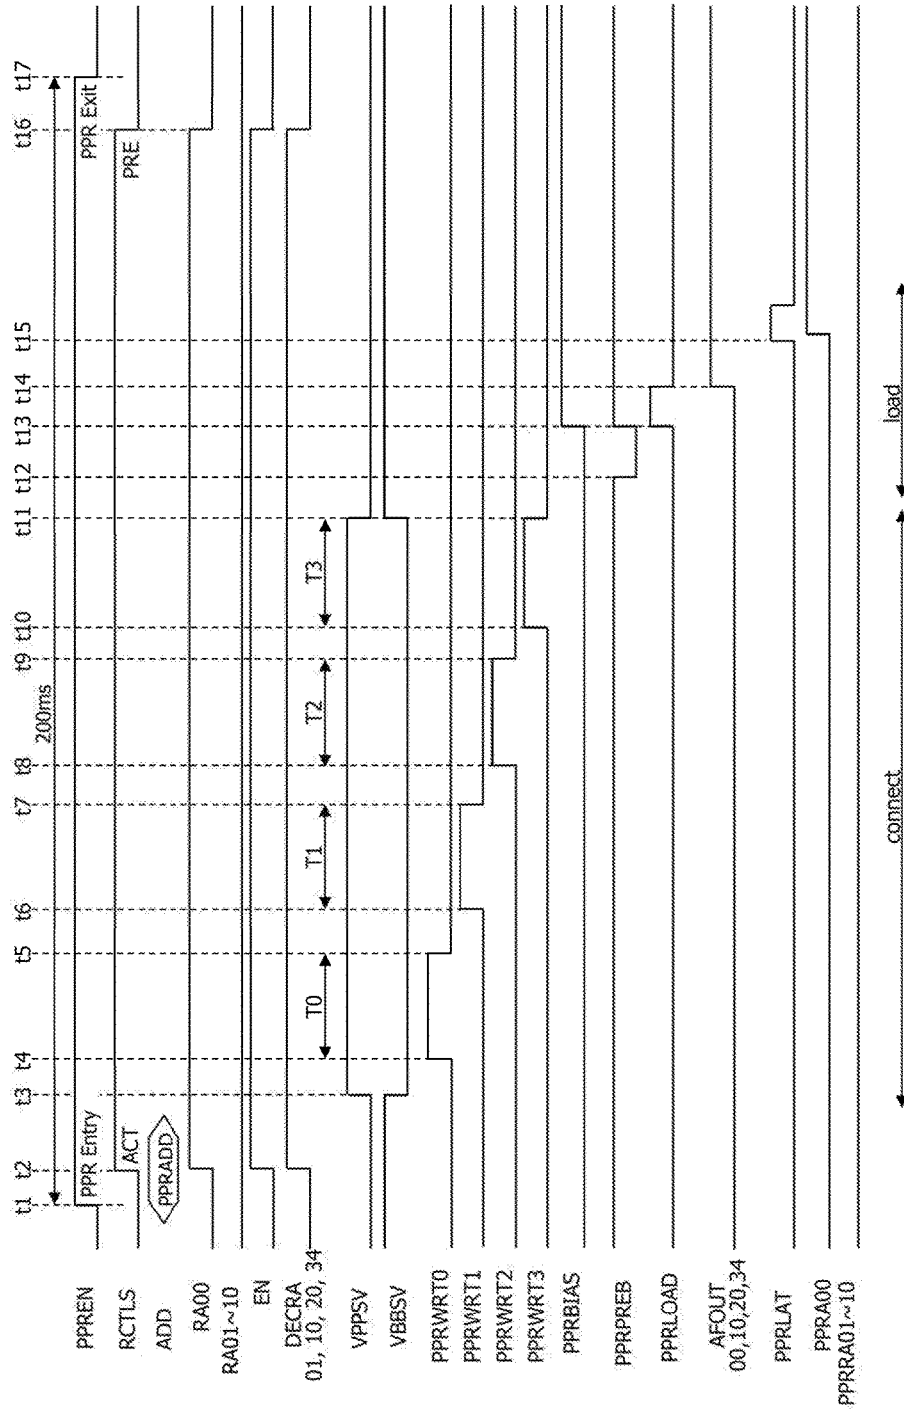 t1 t2 t3 t4 t5 t6 t7 t8 t9 t10 t11 t12 t13 t14 t15 t16 t17
200ms
PPREN
PPR Entry
PPR Exit
RCTLS
ACT
PRE
ADD
PPRADD
RA00
RA01~10
EN
DECRA
01, 10, 20, 34
T0 T1 T2 T3
VPPSV
VBBSV
PPRWRT0
PPRWRT1
PPRWRT2
PPRWRT3
PPRBIAS
PPRPREB
PPRLOAD
AFOUT
00,10,20,34
PPRLAT
PPRA00
PPRRA01~10
connect
load